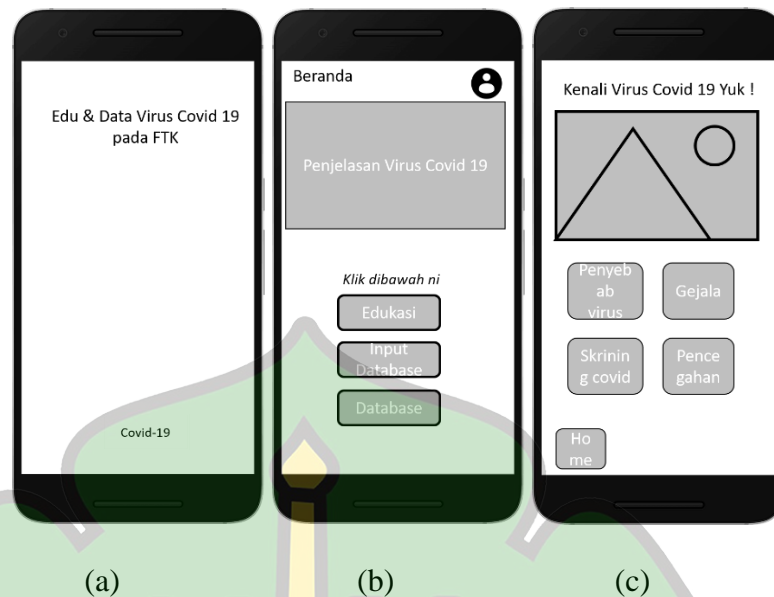 Edu & Data Virus Covid 19
pada FTK
Covid-19
Beranda
Penjelasan Virus Covid 19
Klik dibawah ni
Edukasi
Input
Database
Database
Kenali Virus Covid 19 Yuk !
Penyeb
ab
virus
Gejala
Skrinin
g covid
Pence
gahan
Ho
me
(a)
(b)
(c)